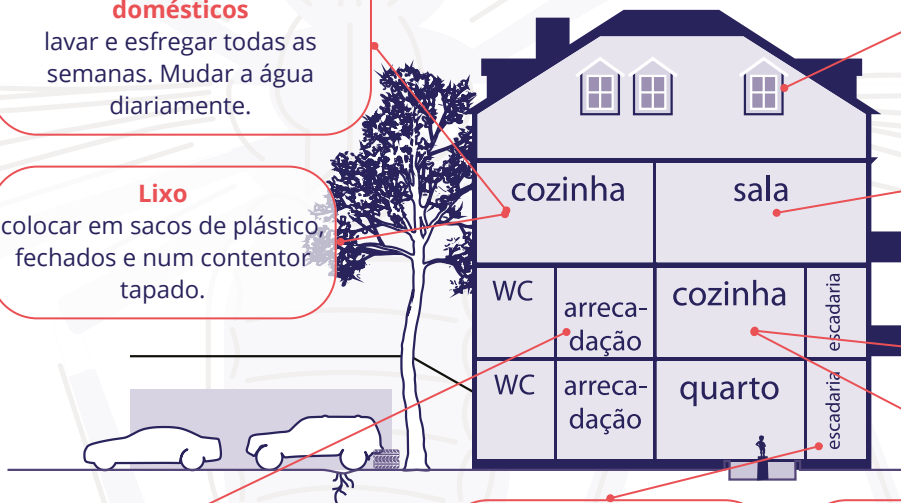 domésticos
lavar e esfregar todas as
semanas. Mudar a água
diariamente.
Lixo
colocar em sacos de plástico,
fechados e num contentor
tapado.
cozinha
sala
WC
arreca-
dação
cozinha
escadaria
WC
arreca-
dação
quarto
escadaria